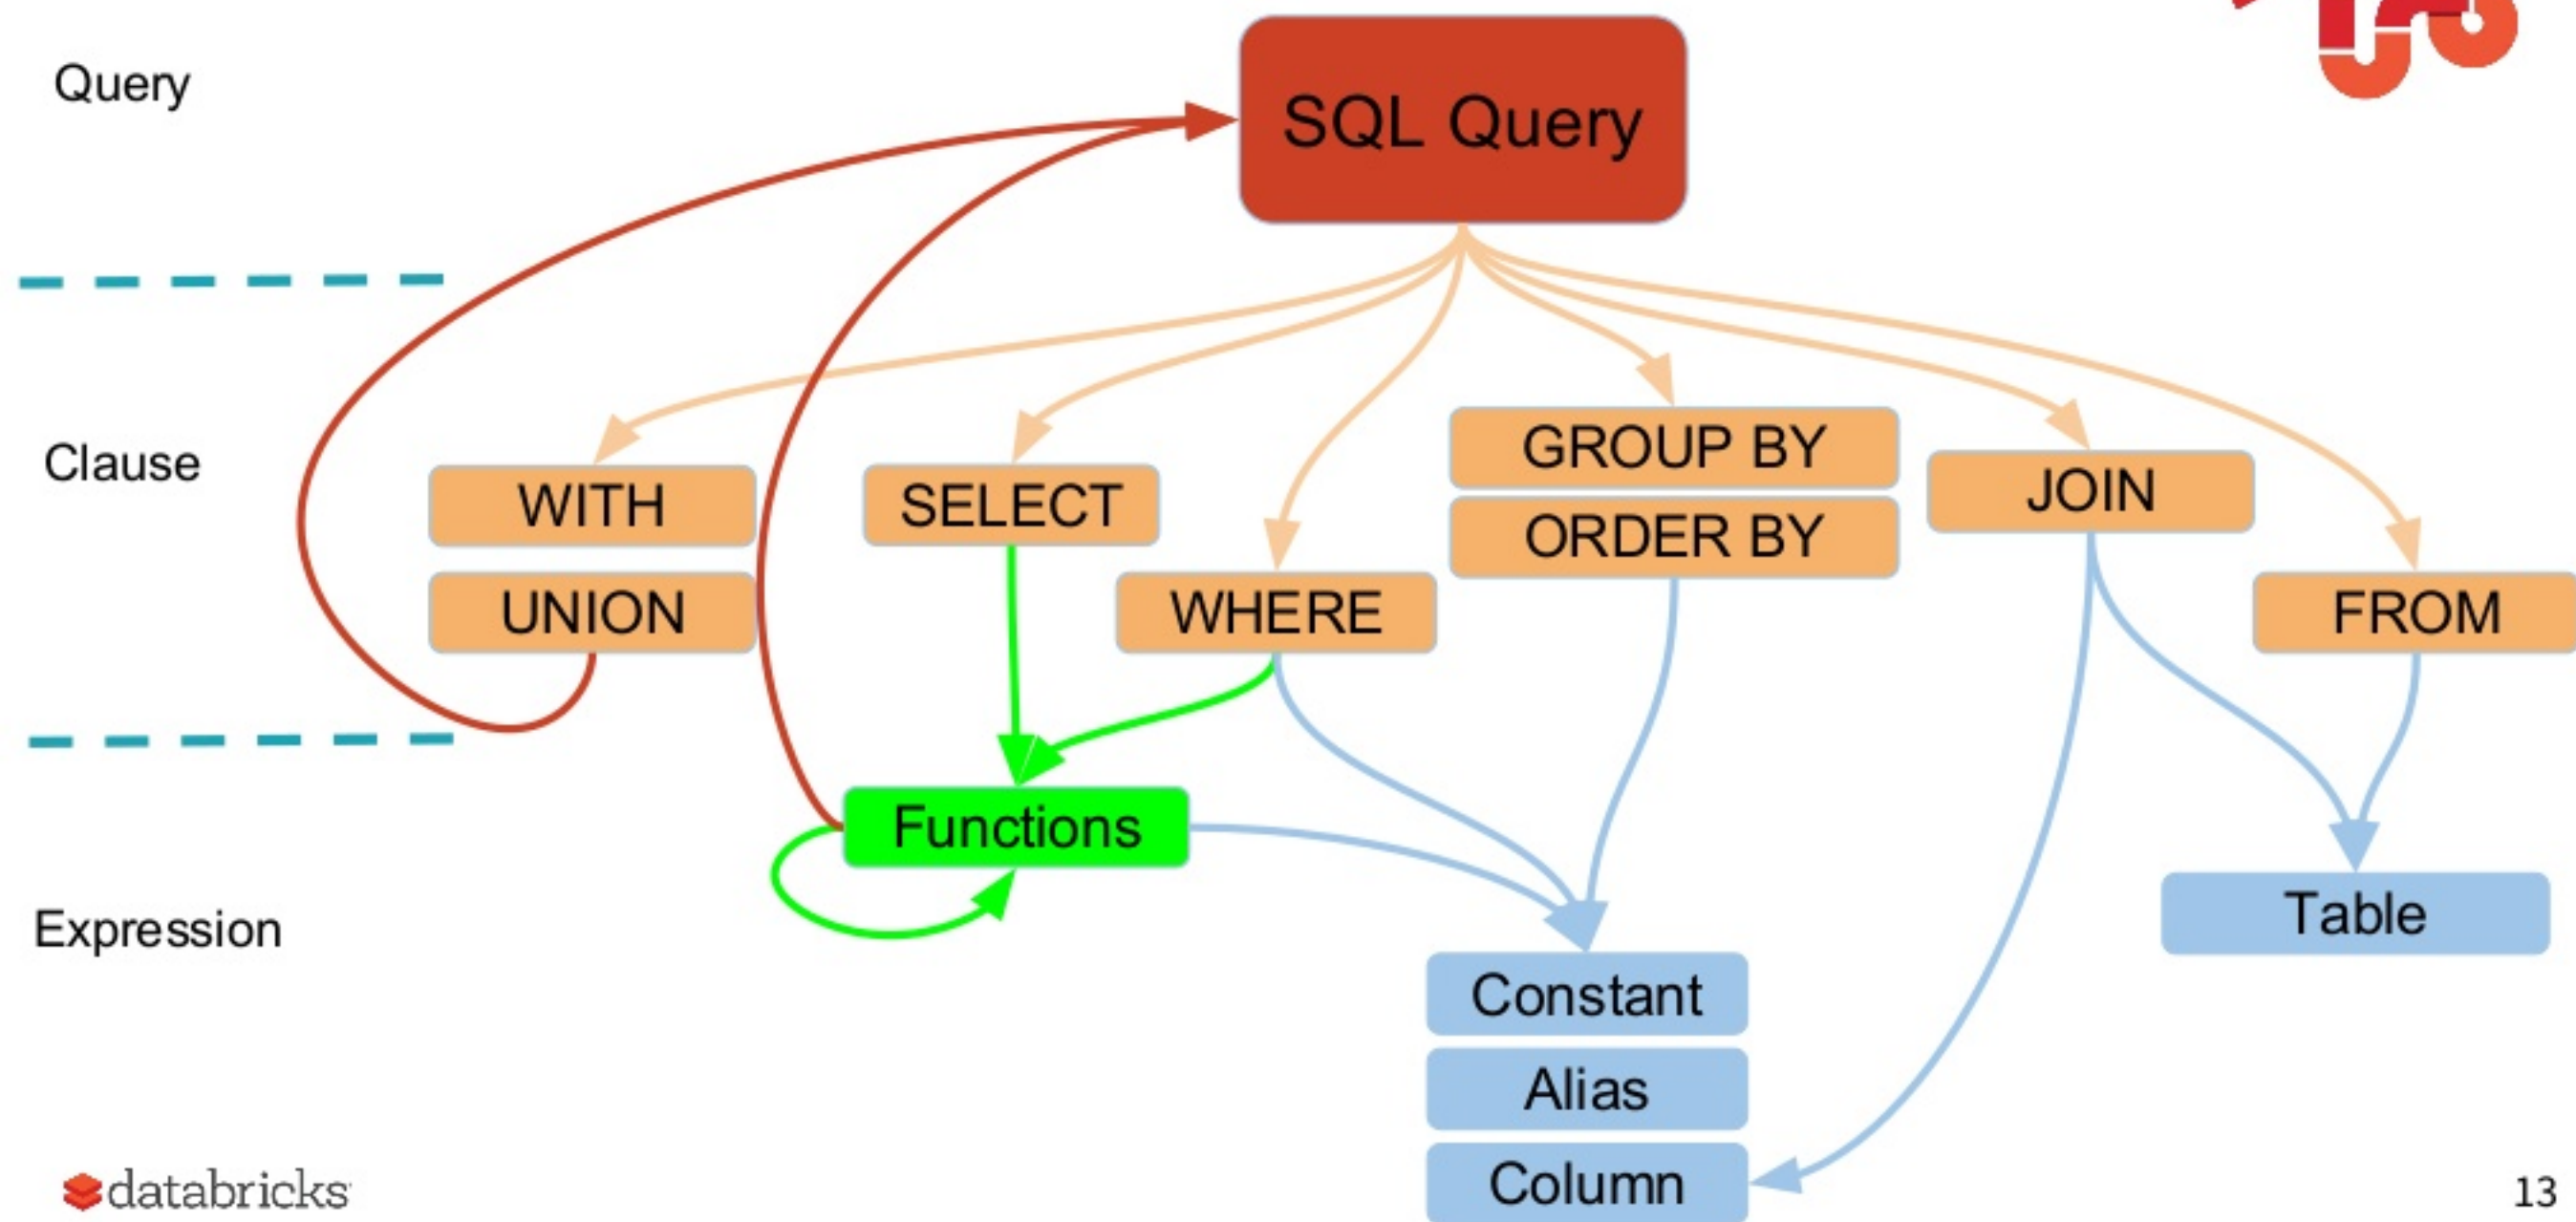 Query
SQL Query
Clause
WITH
UNION
SELECT
WHERE
GROUP BY
ORDER BY
JOIN
FROM
Expression
Functions
Constant
Alias
Column
Table
databricks
13